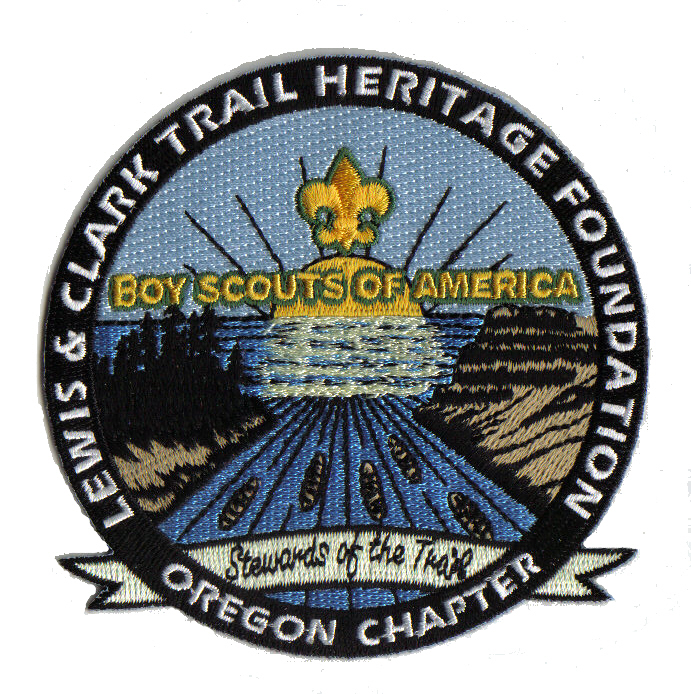 LEWIS & CLARK TRAIL HERITAGE FOUNDATION
BOY SCOUTS OF AMERICA
Stewards of the Trail
OREGON CHAPTER